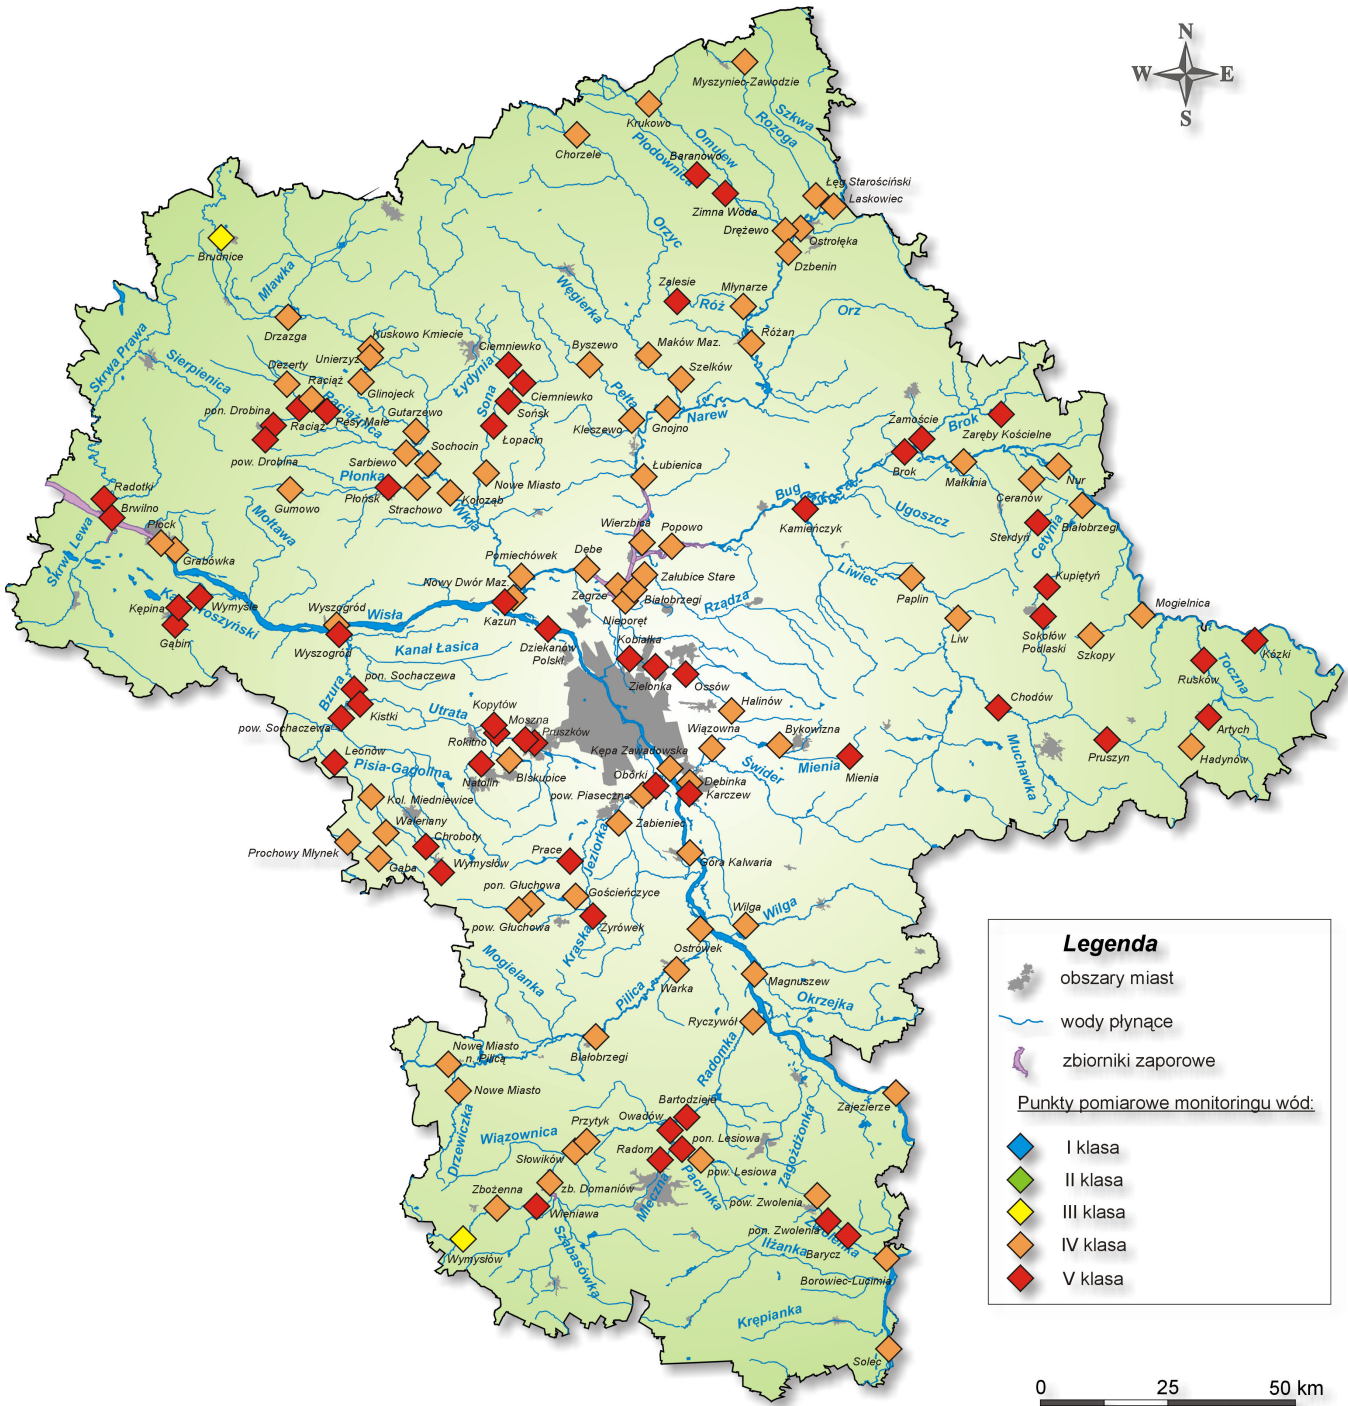 N
W E
S
Myszyniec-Zawodzie
Krukowo
Szkwa
Rozoga
Omulew
Płodownica
Chorzele
Baranowo
Zimna Woda
Łęg Starościński
Laskowiec
Drężewo
Ostrołęka
Dzbenin
Orzyc
Brudnice
Mławka
Węgierka
Zalesie
Róż
Młynarze
Orz
Różan
Drzazga
Skrwa Prawa
Sierpienica
Kuskowo Kmiecie
Unierzyż
Ciemniewko
Byszewo
Maków Maz.
Szelków
Dezerty
Raciąż
Glinojeck
Łydynia
Sona
Ciemniewko
Pełta
Sońsk
pon. Drobina
Raciąż
Pęsy Małe
Raciążnica
Gutarzewo
Łopacin
Kleszewo
Gnojno
Narew
Zamoście
Brok
Zaręby Kościelne
pow. Drobina
Sochocin
Sarbiewo
Brok
Małkinia
Nur
Płonka
Płońsk
Strachowo
Kołoząb
Nowe Miasto
Łubienica
Ceranów
Białobrzegi
Radotki
Brwilno
Gumowo
Mołtawa
Wkra
Bug
Kamieńczyk
Ugoszcz
Sterdyń
Cetynia
Skrwa Lewa
Płock
Grabówka
Wierzbica
Popowo
Pomiechówek
Dębe
Nowy Dwór Maz.
Załubice Stare
Zegrze
Białobrzegi
Rządza
Liwiec
Paplin
Kupiętyń
Mogielnica
Kępina
Wymyśle
Gąbin
Wyszogród
Wyszogród
Wisła
Kazuń
Nieporęt
Kanał Łasica
Dziekanów
Polski
Kobiałka
Zielonka
Ossów
Liw
Sokołów
Podlaski
Szkopy
Kózki
Rusków
Toczna
Bzura
pon. Sochaczewa
Kistki
pow. Sochaczewa
Utrata
Kopytów
Moszna
Pruszków
Rokitno
Halinów
Chodów
Artych
Leonów
Pisia-Gągolina
Natolin
BIskupice
Kępa Zawadowska
Wiązowna
Bykowizna
Świder
Mienia
Mienia
Muchawka
Pruszyn
Hadynów
Oborki
Dębinka
Karczew
pow. Piaseczna
Kol. Miedniewice
Waleriany
Chroboty
Prochowy Młynek
Gąba
Wymysłów
Żabieniec
Jeziorka
Prace
Góra Kalwaria
pon. Głuchowa
Gościeńczyce
pow. Głuchowa
Żyrówek
Kraska
Wilga
Wilga
Ostrówek
Mogielanka
Warka
Pilica
Magnuszew
Okrzejka
Ryczywół
Radomka
Białobrzegi
Nowe Miasto
n. Pilicą
Nowe Miasto
Drzewiczka
Zajezierze
Bartodzieje
Owadów
Przytyk
Wiązownica
Słowików
Radom
pon. Lesiowa
pow. Lesiowa
Pacynka
Mleczna
Zagożdżonka
Zbożenna
zb. Domaniów
Wieniawa
pow. Zwolenia
pon. Zwolenia
Iłżanka
Barycz
Wymysłów
Szabasówka
Borowiec-Lucimia
Krępianka
Solec
Legenda
obszary miast
wody płynące
zbiorniki zaporowe
Punkty pomiarowe monitoringu wód:
I klasa
II klasa
III klasa
IV klasa
V klasa
0 25 50 km